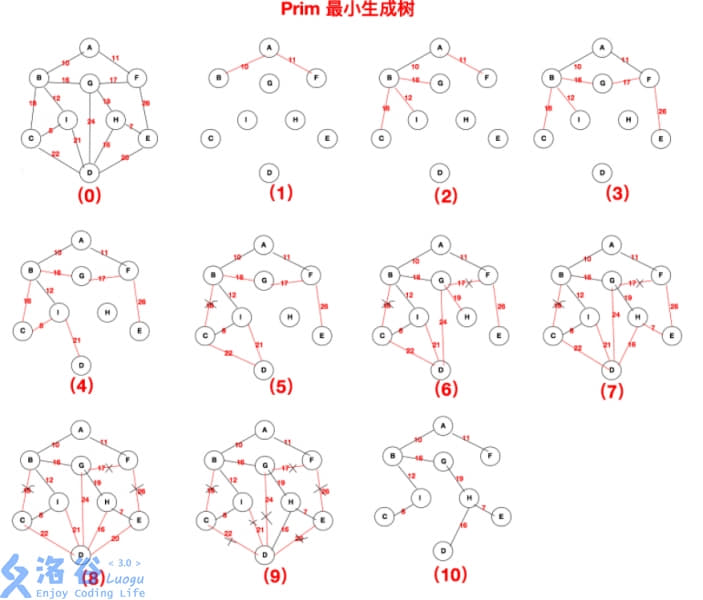 Prim 最小生成树
A
10 11
B 16 G 17 F
18 12 19 26
I H
C 8 21 24 16 7 E
22 20
D
(0)
A
10 11
B F
G
I H
C E
D
(1)
A
10 11
B 16 G F
18 12
I H
C E
D
(2)
A
10 11
B 16 G 17 F
18 12 26
I H
C E
D
(3)
A
10 11
B 16 G 17 F
18 12 26
I H
C 8 21 E
D
(4)
A
10 11
B 16 G 17 F
18 12 26
I H
C 8 21 E
22
D
(5)
A
10 11
B 16 G 17 F
18 12 19 26
I 24 H
C 8 21 E
22
D
(6)
A
10 11
B 16 G 17 F
18 12 19 26
I 24 H
C 8 21 16 7 E
22
D
(7)
A
10 11
B 16 G 17 F
18 12 19 26
I 24 H
C 8 21 16 7 E
22 20
D
(8)
A
10 11
B 16 G 17 F
18 12 19 26
I 24 H
C 8 21 16 7 E
22 20
D
(9)
A
10 11
B 16 G F
12 19
I H
C 8 16 7 E
D
(10)
洛谷 < 3.0 >
Luogu
Enjoy Coding Life